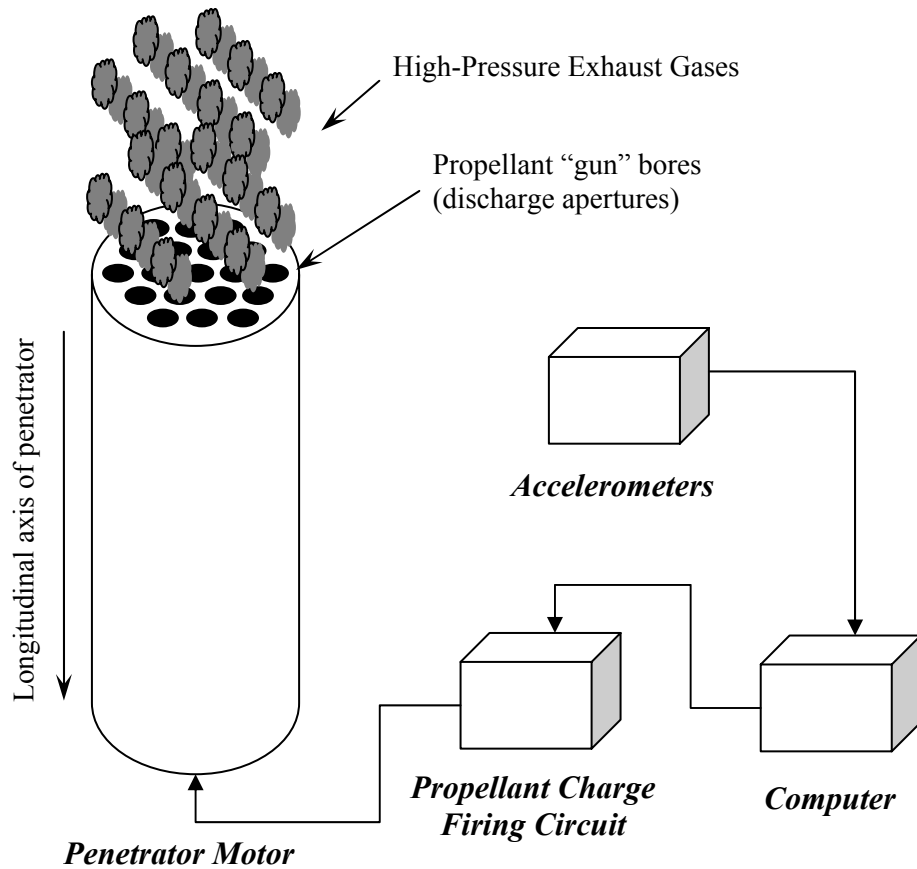 High-Pressure Exhaust Gases
Propellant “gun” bores
(discharge apertures)
Longitudinal axis of penetrator
Accelerometers
Propellant Charge
Firing Circuit
Computer
Penetrator Motor